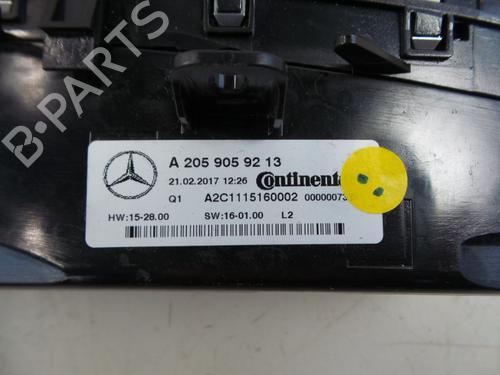 B-PARTS
A 205 905 92 13
21.02.2017 12:26
Q1 A2C1115160002
HW:15-28.00 SW:16-01.00 L2